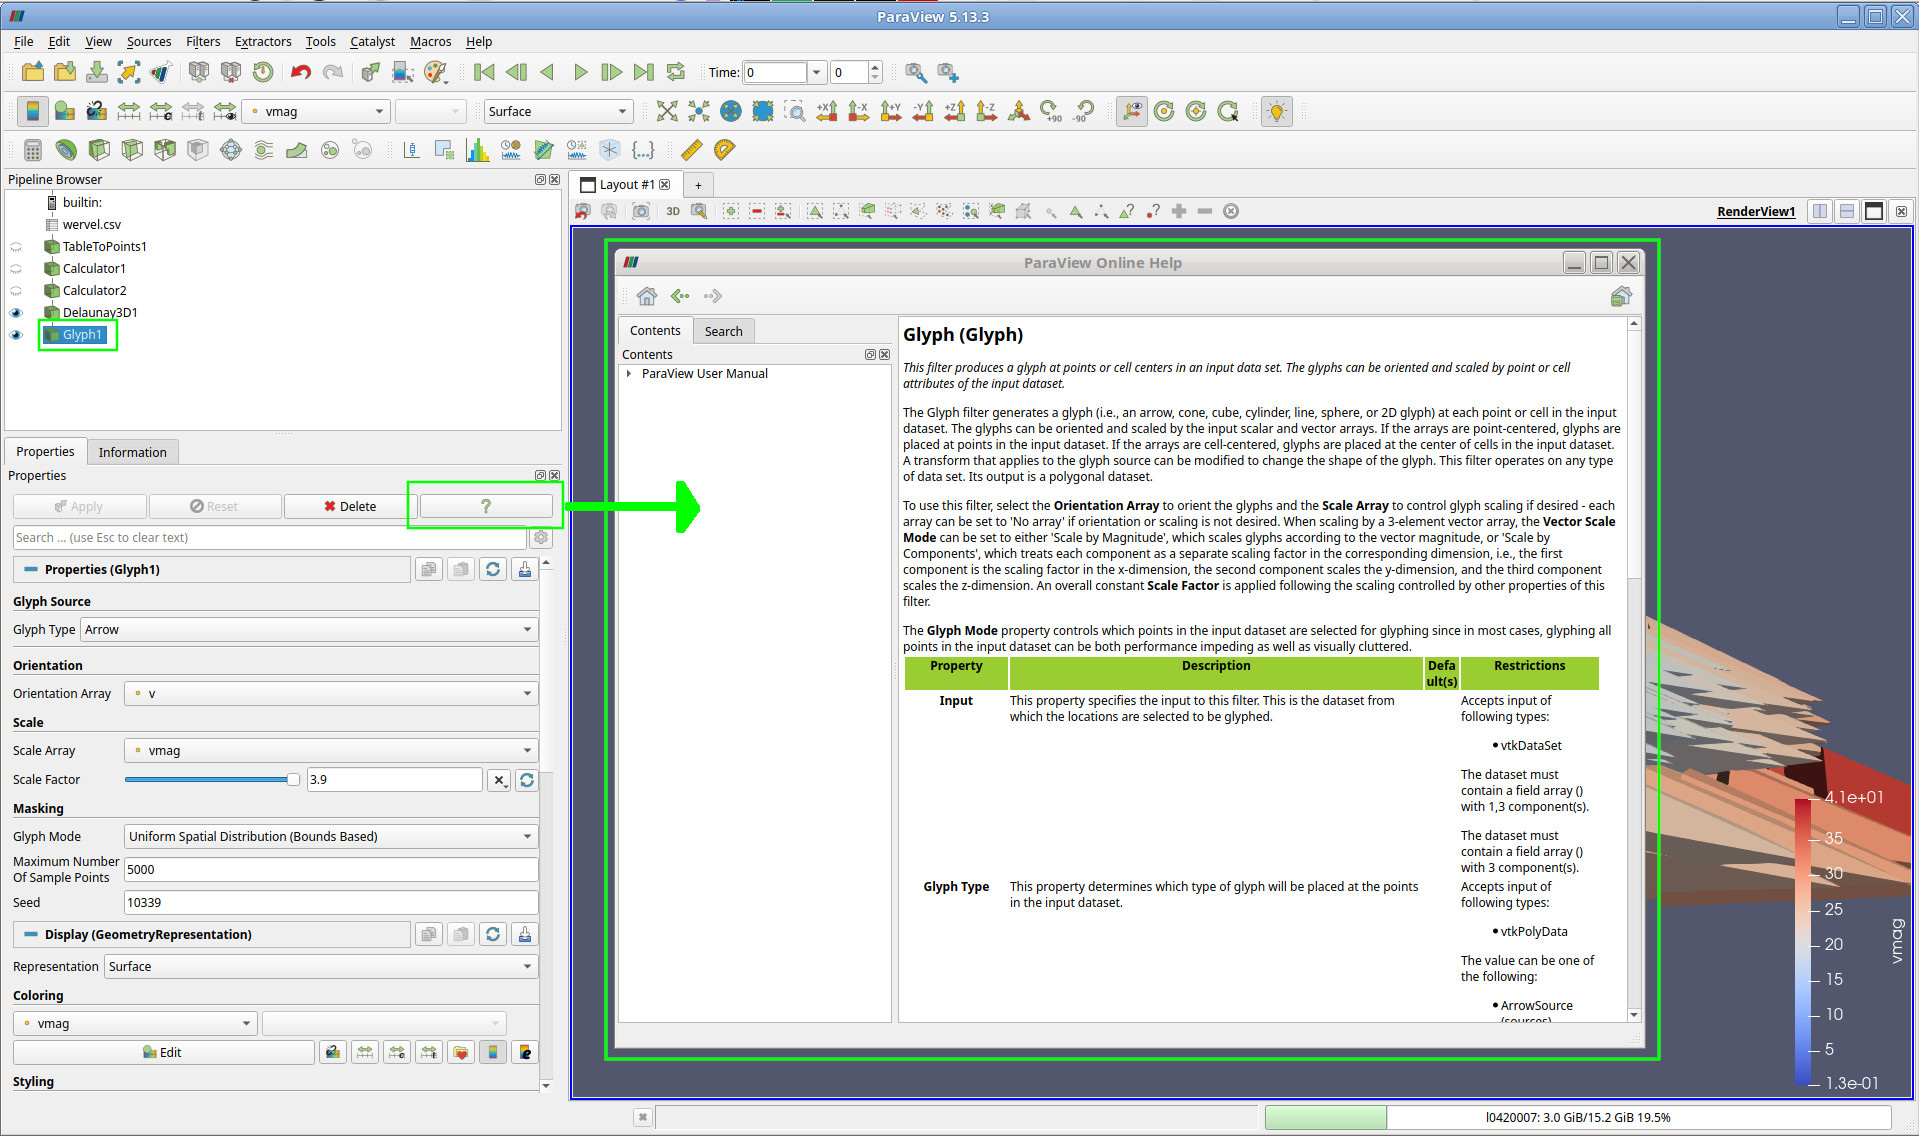 ParaView 5.13.3
File Edit View Sources Filters Extractors Tools Catalyst Macros Help
Time: 0 0
vmag Surface +X -X +Y -Y +Z -Z +90 -90
Pipeline Browser
builtin:
wervel.csv
TableToPoints1
Calculator1
Calculator2
Delaunay3D1
Glyph1
Properties Information
Properties
Apply Reset Delete ?
Search ... (use Esc to clear text)
Properties (Glyph1)
Glyph Source
Glyph Type Arrow
Orientation
Orientation Array v
Scale
Scale Array vmag
Scale Factor 3.9
Masking
Glyph Mode Uniform Spatial Distribution (Bounds Based)
Maximum Number
Of Sample Points 5000
Seed 10339
Display (GeometryRepresentation)
Representation Surface
Coloring
vmag
Edit
Styling
Layout #1 +
3D RenderView1
ParaView Online Help
Contents Search
Contents
ParaView User Manual
Glyph (Glyph)
This filter produces a glyph at points or cell centers in an input data set. The glyphs can be oriented and scaled by point or cell
attributes of the input dataset.
The Glyph filter generates a glyph (i.e., an arrow, cone, cube, cylinder, line, sphere, or 2D glyph) at each point or cell in the input
dataset. The glyphs can be oriented and scaled by the input scalar and vector arrays. If the arrays are point-centered, glyphs are
placed at points in the input dataset. If the arrays are cell-centered, glyphs are placed at the center of cells in the input dataset.
A transform that applies to the glyph source can be modified to change the shape of the glyph. This filter operates on any type
of data set. Its output is a polygonal dataset.
To use this filter, select the Orientation Array to orient the glyphs and the Scale Array to control glyph scaling if desired - each
array can be set to 'No array' if orientation or scaling is not desired. When scaling by a 3-element vector array, the Vector Scale
Mode can be set to either 'Scale by Magnitude', which scales glyphs according to the vector magnitude, or 'Scale by
Components', which treats each component as a separate scaling factor in the corresponding dimension, i.e., the first
component is the scaling factor in the x-dimension, the second component scales the y-dimension, and the third component
scales the z-dimension. An overall constant Scale Factor is applied following the scaling controlled by other properties of this
filter.
The Glyph Mode property controls which points in the input dataset are selected for glyphing since in most cases, glyphing all
points in the input dataset can be both performance impeding as well as visually cluttered.
Property Description Defa Restrictions
ult(s)
Input This property specifies the input to this filter. This is the dataset from Accepts input of
which the locations are selected to be glyphed. following types:
• vtkDataSet
The dataset must
contain a field array ()
with 1,3 component(s).
The dataset must
contain a field array ()
with 3 component(s).
Glyph Type This property determines which type of glyph will be placed at the points Accepts input of
in the input dataset. following types:
• vtkPolyData
The value can be one of
the following:
• ArrowSource
(sources)
4.1e+01
35
30
25
20
15
10
5
1.3e-01
vmag
l0420007: 3.0 GiB/15.2 GiB 19.5%